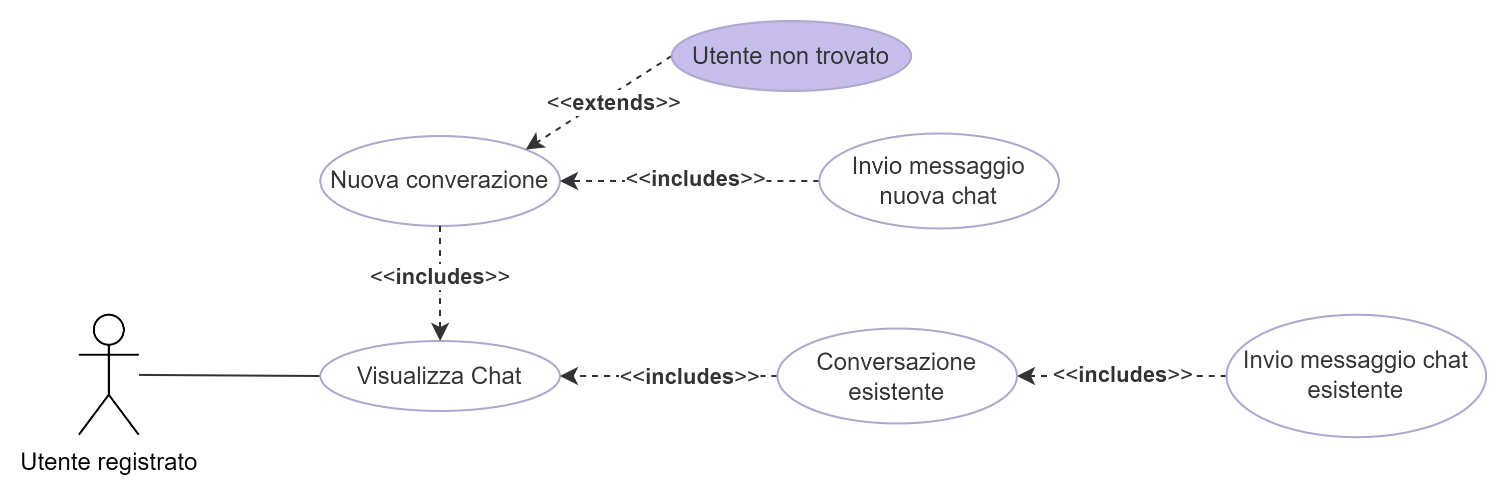 Utente non trovato
<<extends>>
Nuova converazione
<<includes>>
Invio messaggio
nuova chat
<<includes>>
Visualizza Chat
<<includes>>
Conversazione
esistente
<<includes>>
Invio messaggio chat
esistente
Utente registrato